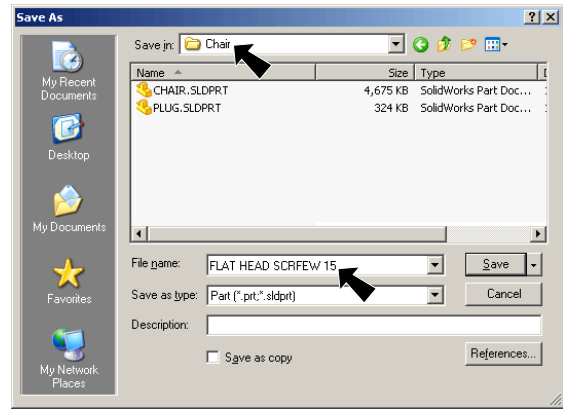 Save As
Save in: Chair
Name Size Type
CHAIR.SLDPRT 4,675 KB SolidWorks Part Doc...
PLUG.SLDPRT 324 KB SolidWorks Part Doc...
My Recent
Documents
Desktop
My Documents
Favorites
My Network
Places
File name: FLAT HEAD SCRFEW 15 Save
Save as type: Part (*.prt;*.sldprt) Cancel
Description:
Save as copy References...